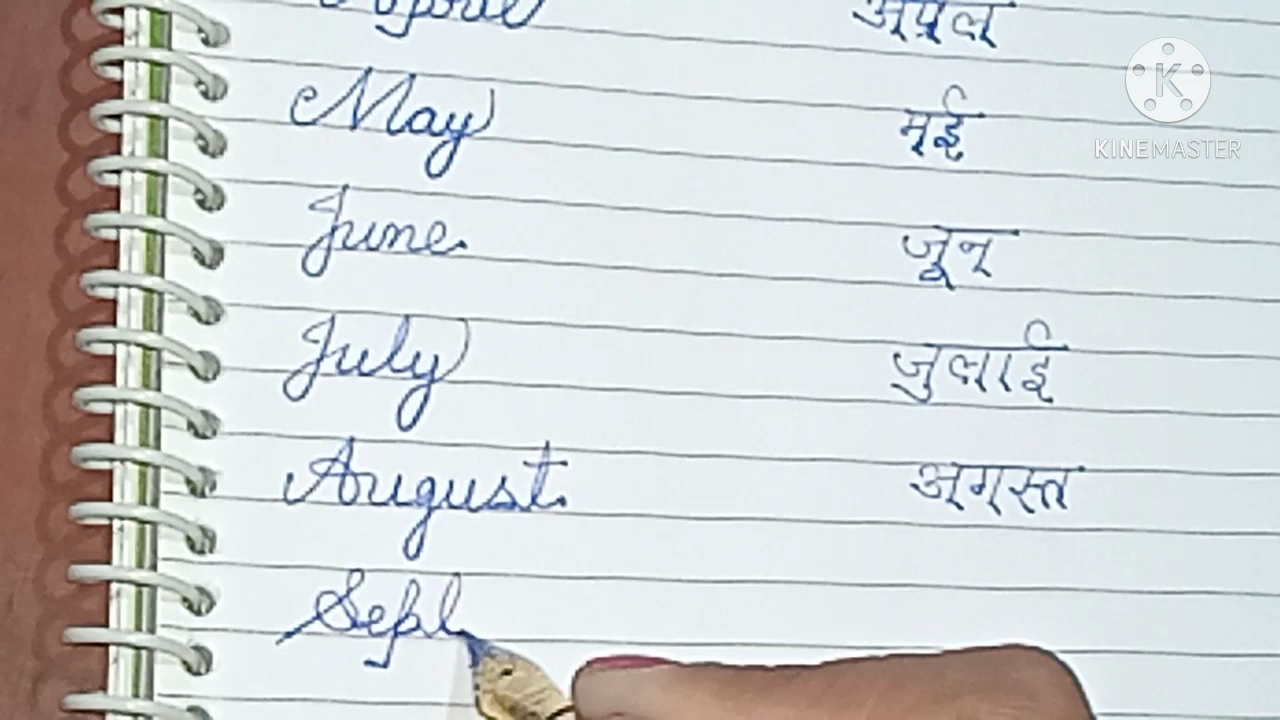 अप्रैल
May मई
June जून
July जुलाई
August अगस्त
Sept
K
KINEMASTER